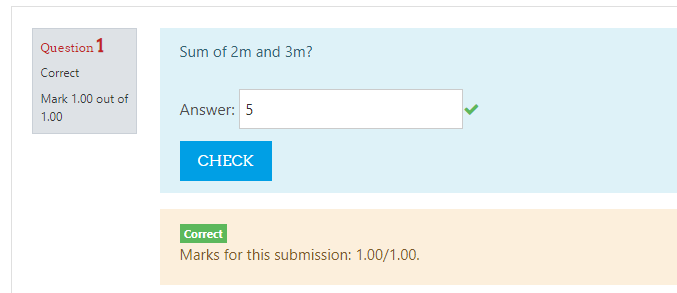 Question 1
Correct
Mark 1.00 out of
1.00
Sum of 2m and 3m?
Answer: 5
CHECK
Correct
Marks for this submission: 1.00/1.00.